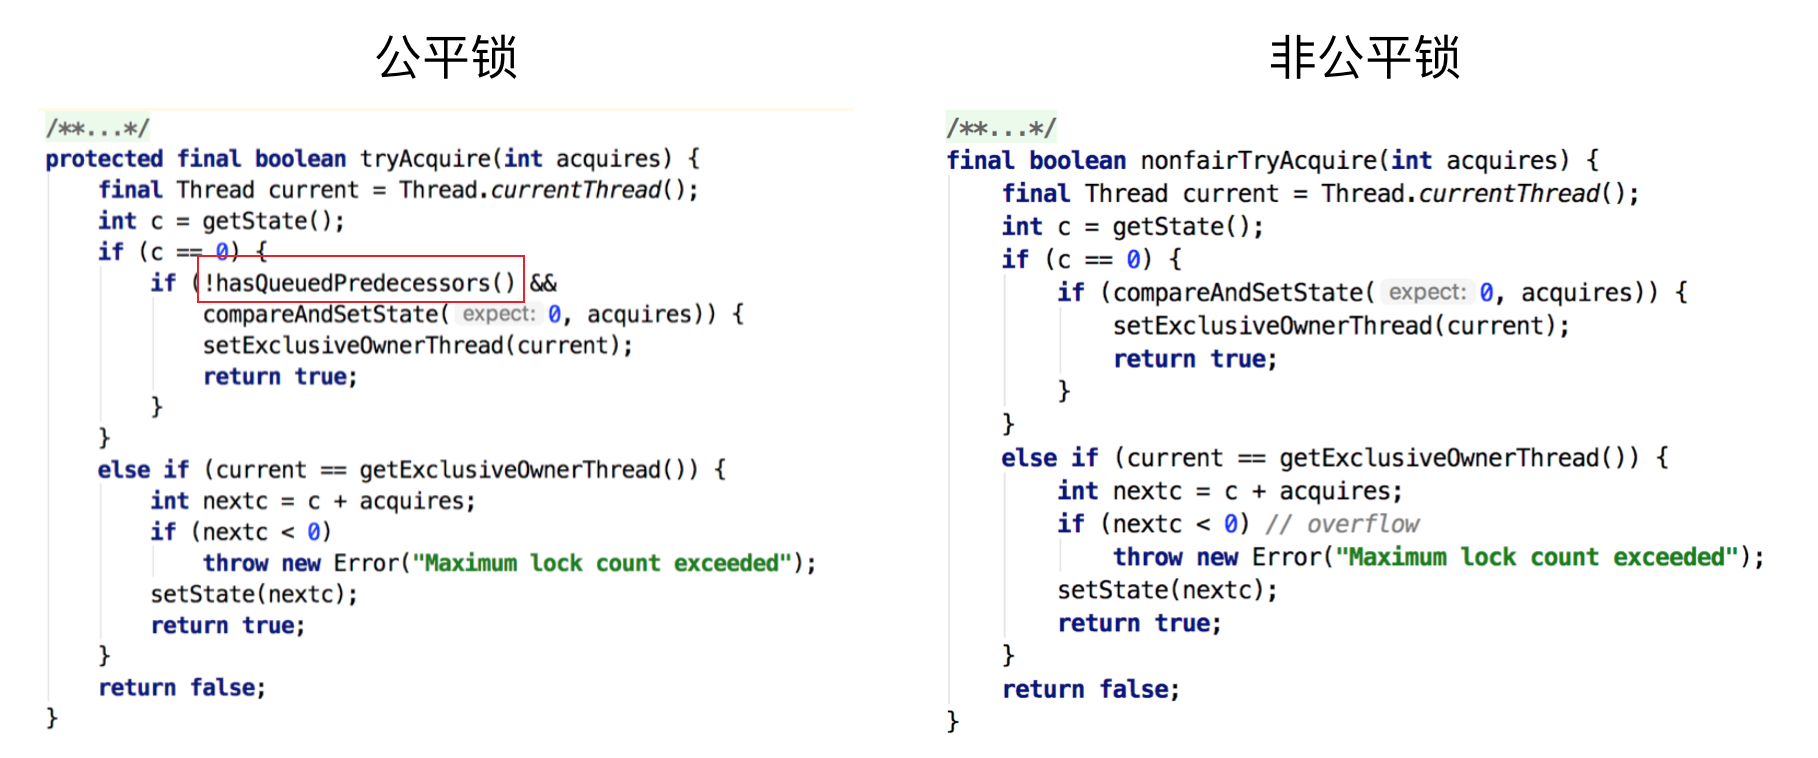 公平锁
/**...*/
protected final boolean tryAcquire(int acquires) {
    final Thread current = Thread.currentThread();
    int c = getState();
    if (c == 0) {
        if (!hasQueuedPredecessors() &&
            compareAndSetState( expect: 0, acquires)) {
            setExclusiveOwnerThread(current);
            return true;
        }
    }
    else if (current == getExclusiveOwnerThread()) {
        int nextc = c + acquires;
        if (nextc < 0)
            throw new Error("Maximum lock count exceeded");
        setState(nextc);
        return true;
    }
    return false;
}
非公平锁
/**...*/
final boolean nonfairTryAcquire(int acquires) {
    final Thread current = Thread.currentThread();
    int c = getState();
    if (c == 0) {
        if (compareAndSetState( expect: 0, acquires)) {
            setExclusiveOwnerThread(current);
            return true;
        }
    }
    else if (current == getExclusiveOwnerThread()) {
        int nextc = c + acquires;
        if (nextc < 0) // overflow
            throw new Error("Maximum lock count exceeded");
        setState(nextc);
        return true;
    }
    return false;
}